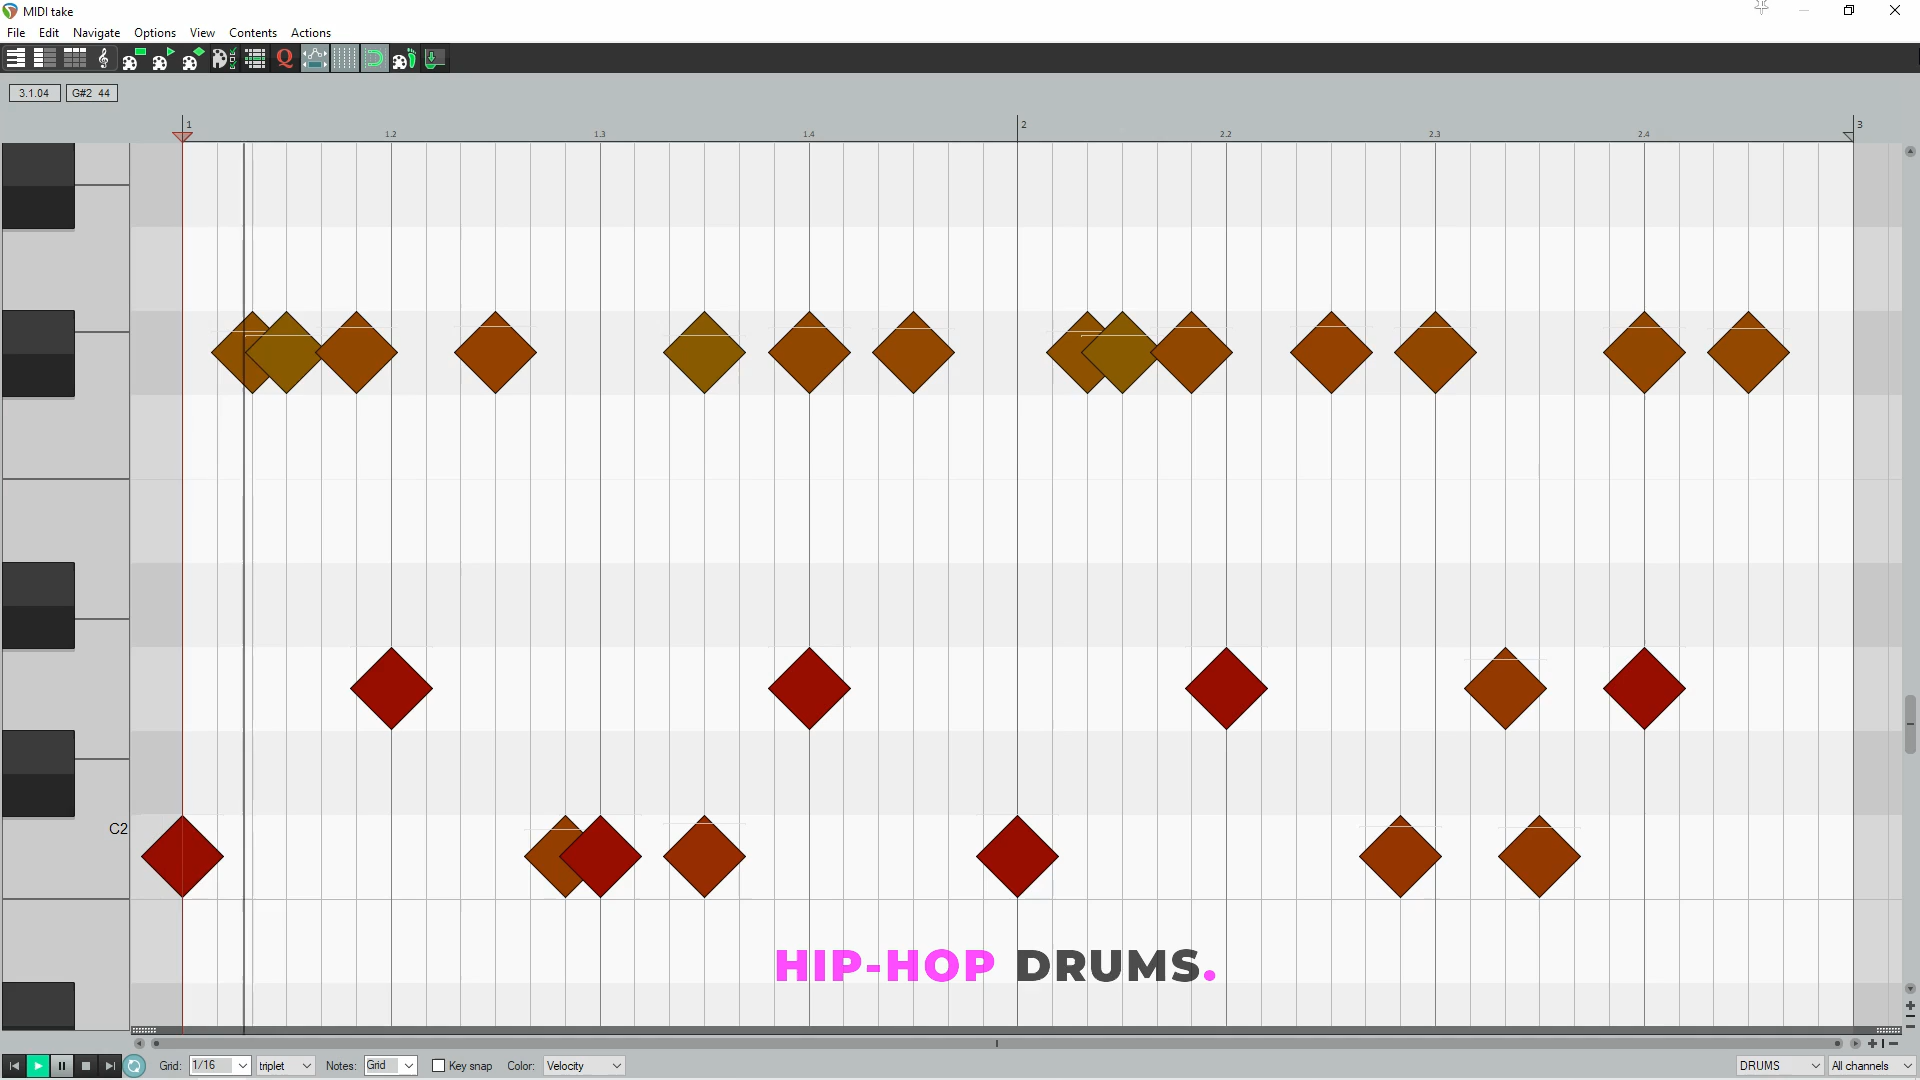 MIDI take
File Edit Navigate Options View Contents Actions
3.1.04 G#2 44
1 1.2 1.3 1.4 2 2.2 2.3 2.4 3
C2
HIP-HOP DRUMS.
Grid: 1/16 triplet Notes: Grid Key snap Color: Velocity DRUMS All channels